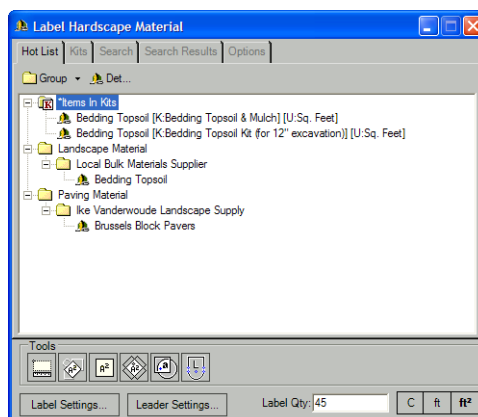 Label Hardscape Material
Hot List Kits Search Search Results Options
Group Det...
*Items In Kits
Bedding Topsoil [K:Bedding Topsoil & Mulch] [U:Sq. Feet]
Bedding Topsoil [K:Bedding Topsoil Kit (for 12" excavation)] [U:Sq. Feet]
Landscape Material
Local Bulk Materials Supplier
Bedding Topsoil
Paving Material
Ike Vanderwoude Landscape Supply
Brussels Block Pavers
Tools
A² A² A² a L
Label Settings... Leader Settings... Label Qty: 45 C ft ft²